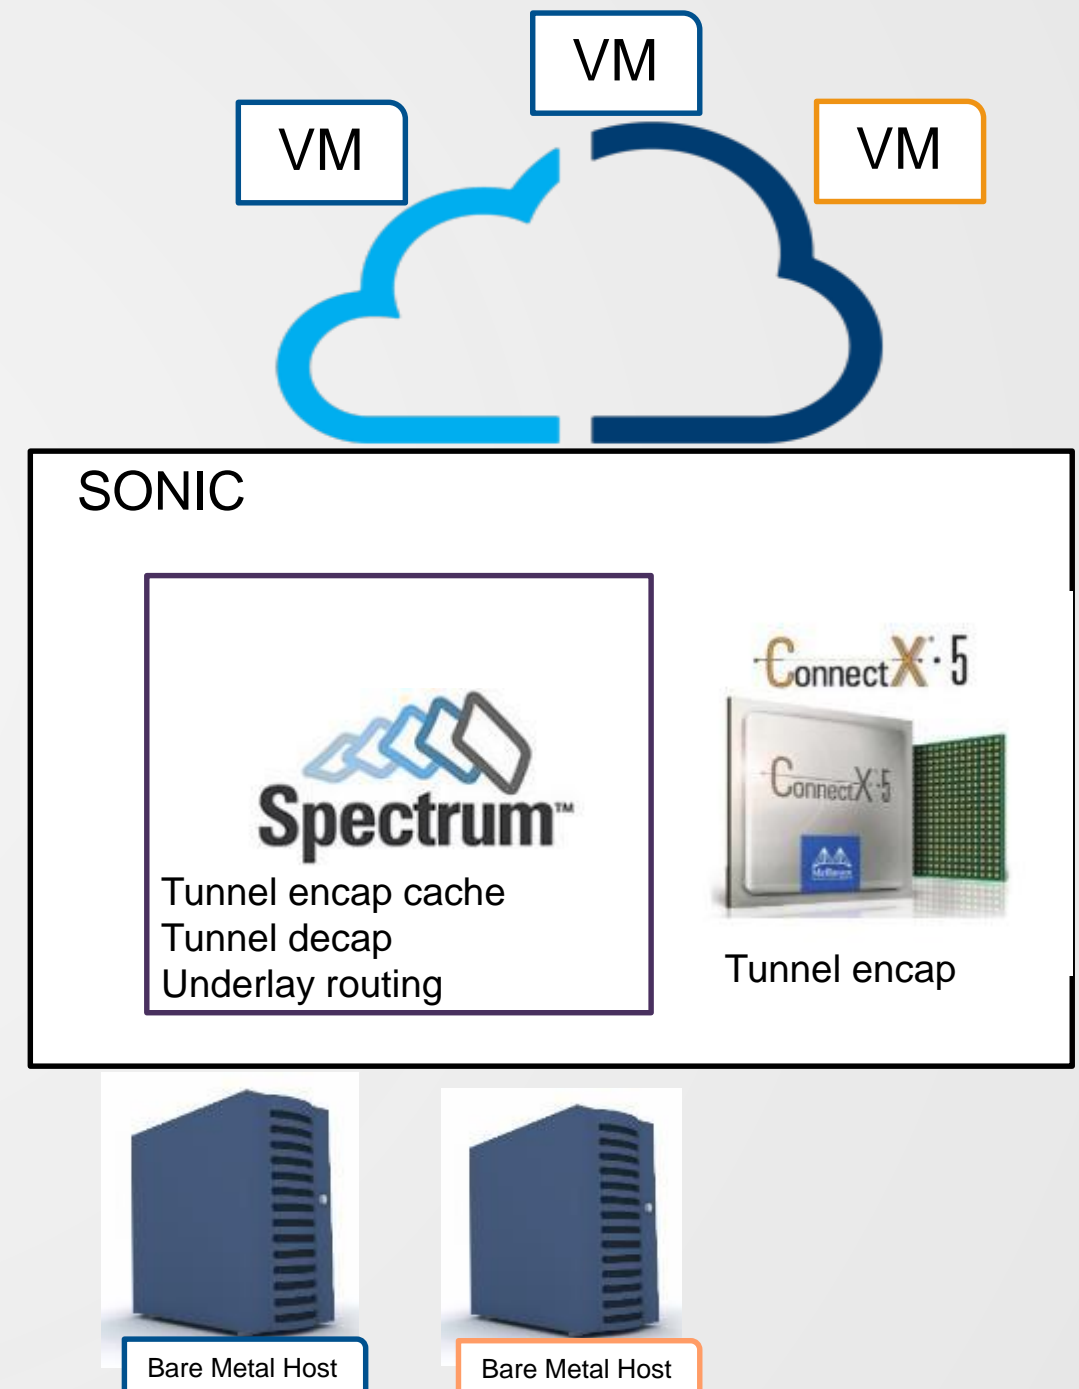 VM
VM
VM
SONIC
ConnectX·5
ConnectX·5
Mellanox
Spectrum™
Tunnel encap cache
Tunnel decap
Underlay routing
Tunnel encap
Bare Metal Host
Bare Metal Host